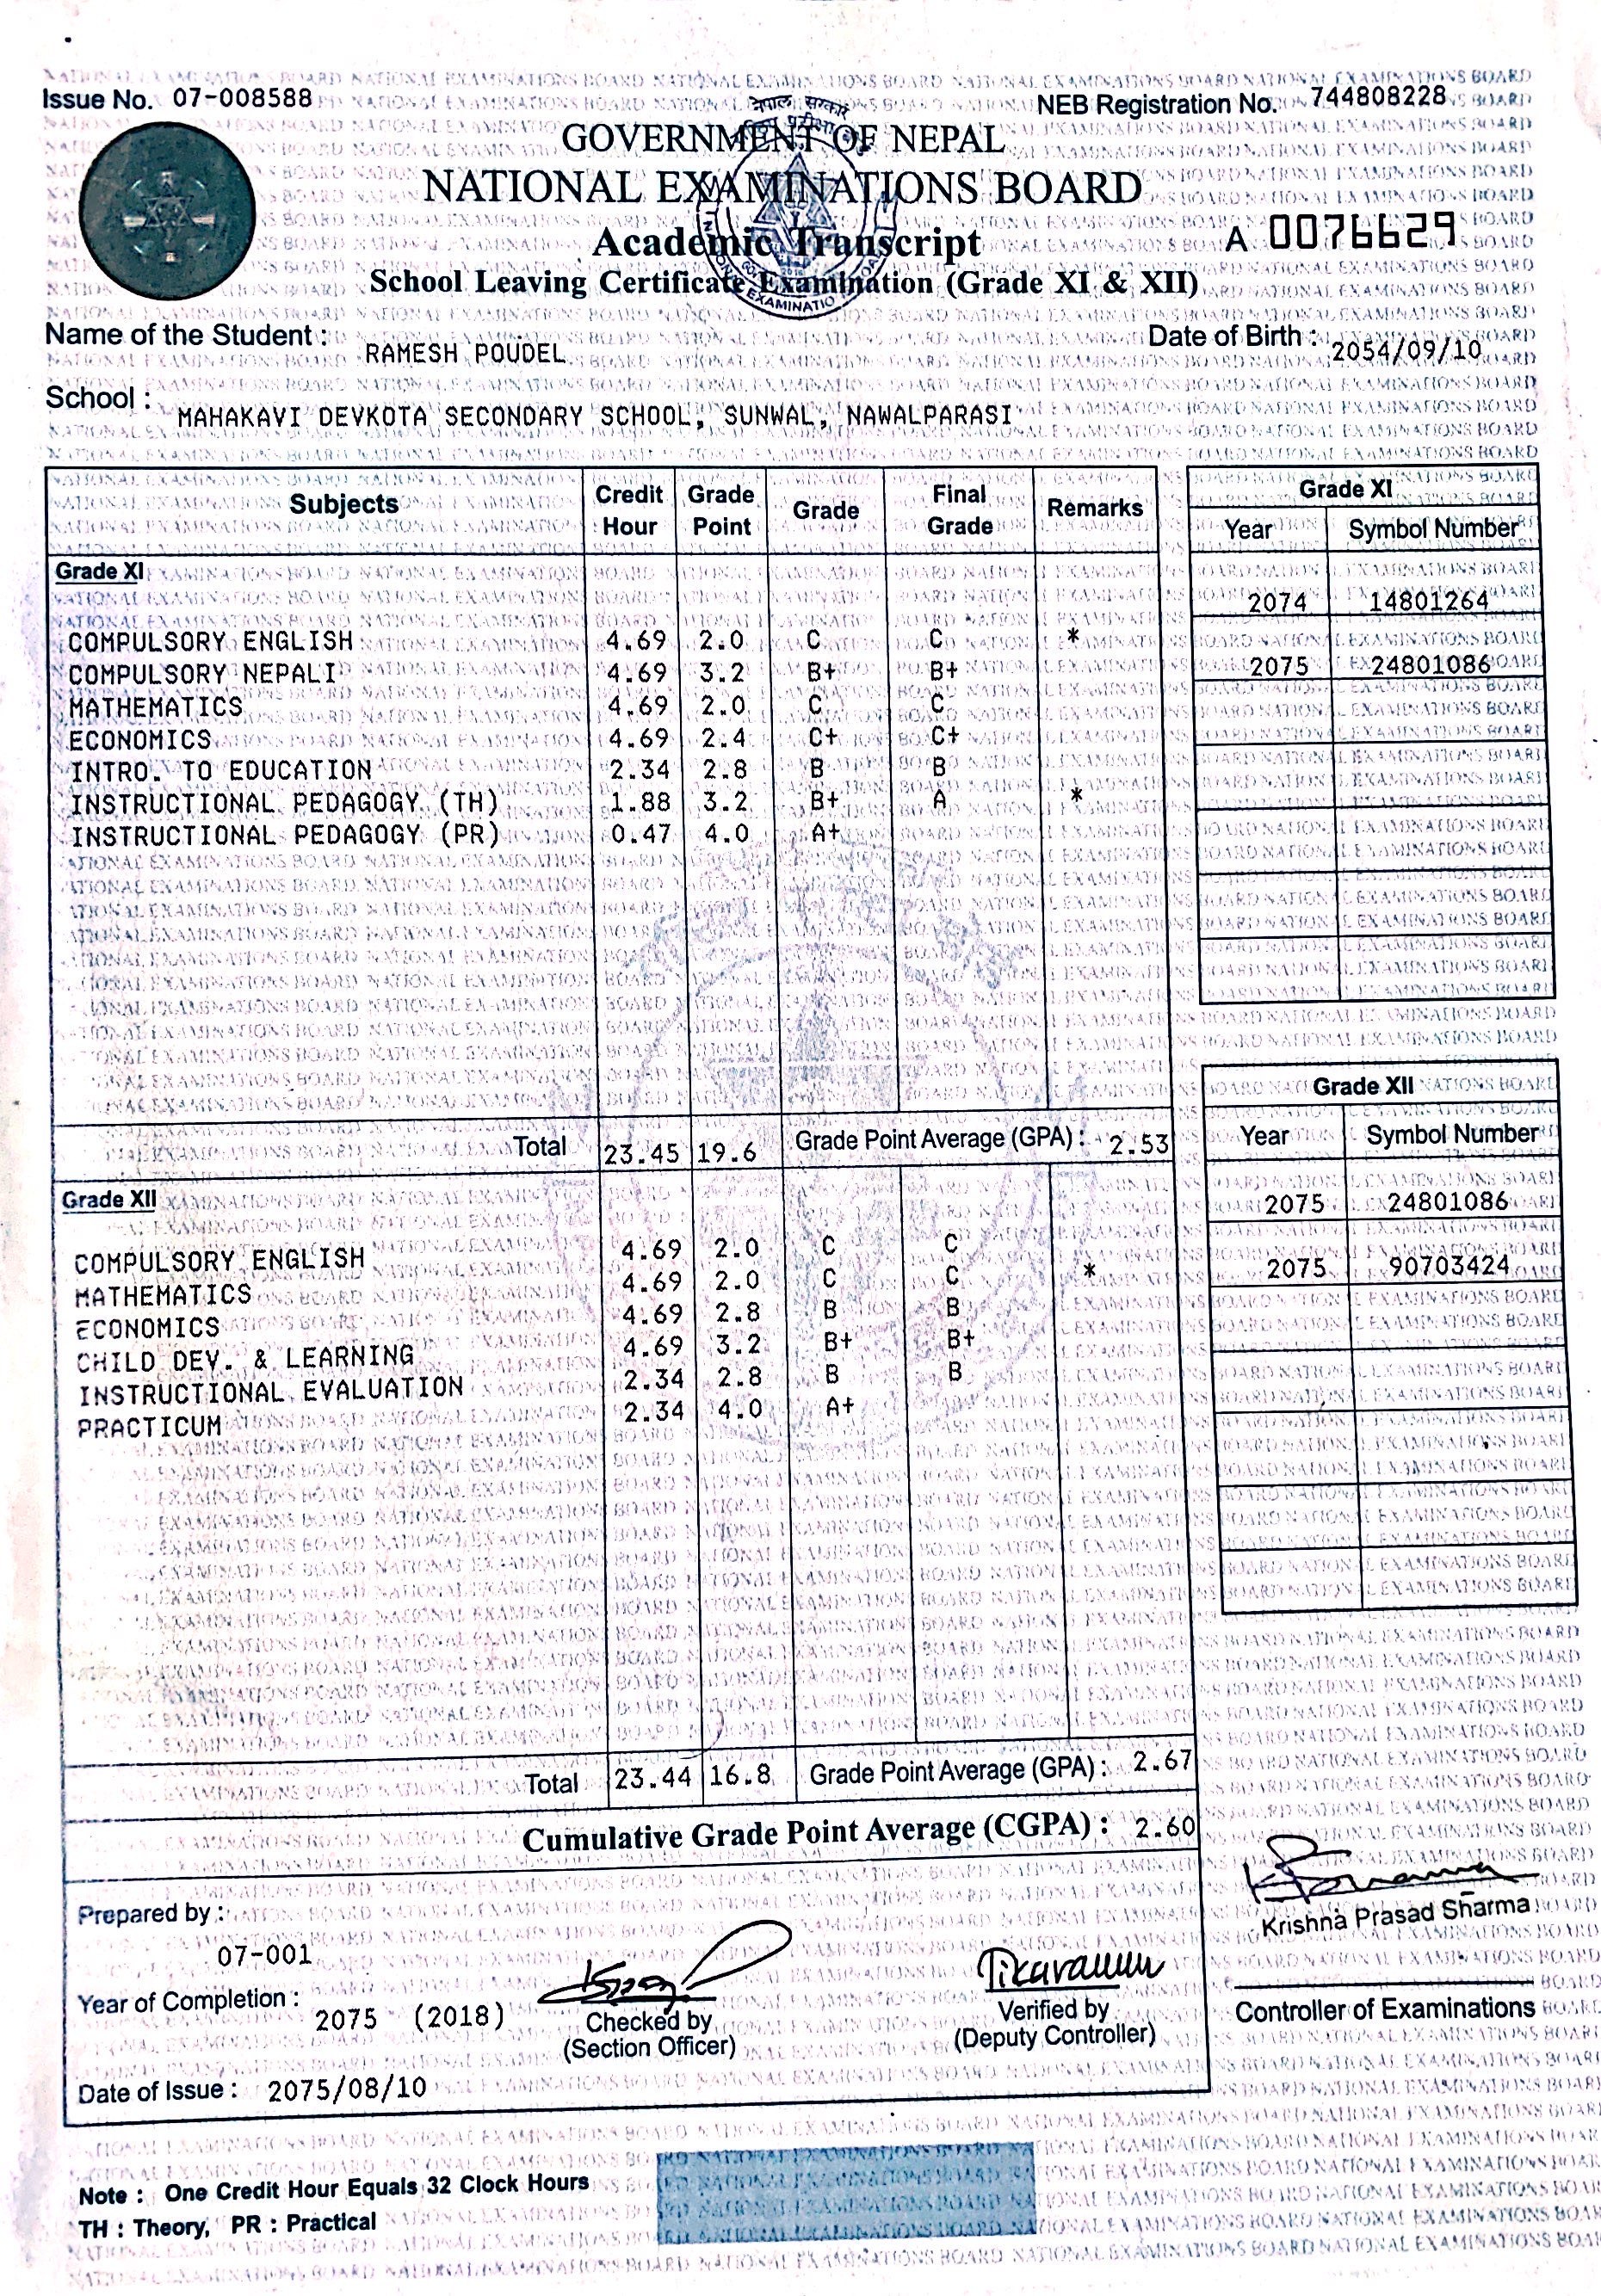 Issue No. 07-008588
NEB Registration No. 744808228
नेपाल सरकार
GOVERNMENT OF NEPAL
NATIONAL EXAMINATIONS BOARD
A 0076629
Academic Transcript
School Leaving Certificate Examination (Grade XI & XII)
Name of the Student : RAMESH POUDEL
Date of Birth : 2054/09/10
School : MAHAKAVI DEVKOTA SECONDARY SCHOOL, SUNWAL, NAWALPARASI
Subjects Credit Hour Grade Point Grade Final Grade Remarks
Grade XI
COMPULSORY ENGLISH 4.69 2.0 C C *
COMPULSORY NEPALI 4.69 3.2 B+ B+
MATHEMATICS 4.69 2.0 C C
ECONOMICS 4.69 2.4 C+ C+
INTRO. TO EDUCATION 2.34 2.8 B B
INSTRUCTIONAL PEDAGOGY (TH) 1.88 3.2 B+ A *
INSTRUCTIONAL PEDAGOGY (PR) 0.47 4.0 A+
Total 23.45 19.6 Grade Point Average (GPA) : 2.53
Grade XII
COMPULSORY ENGLISH 4.69 2.0 C C
MATHEMATICS 4.69 2.0 C C *
ECONOMICS 4.69 2.8 B B
CHILD DEV. & LEARNING 4.69 3.2 B+ B+
INSTRUCTIONAL EVALUATION 2.34 2.8 B B
PRACTICUM 2.34 4.0 A+
Total 23.44 16.8 Grade Point Average (GPA) : 2.67
Cumulative Grade Point Average (CGPA) : 2.60
Grade XI
Year Symbol Number
2074 14801264
2075 24801086
Grade XII
Year Symbol Number
2075 24801086
2075 90703424
Prepared by :
07-001
Year of Completion : 2075 (2018)
Date of Issue : 2075/08/10
Checked by
(Section Officer)
Verified by
(Deputy Controller)
Krishna Prasad Sharma
Controller of Examinations
Note : One Credit Hour Equals 32 Clock Hours
TH : Theory, PR : Practical